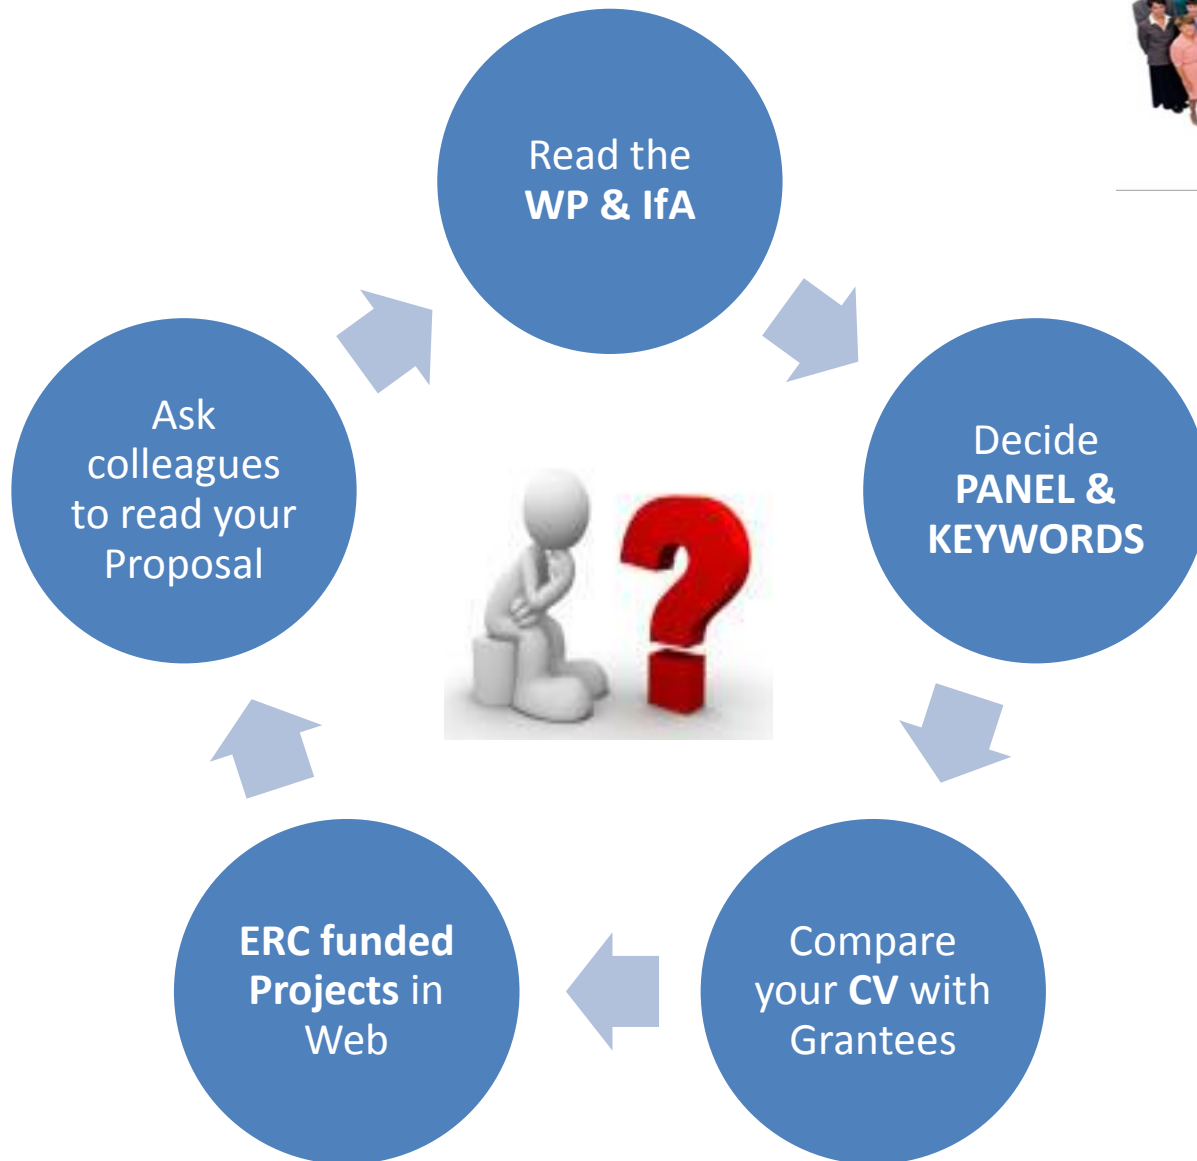 Read the
WP & IfA
Decide
PANEL &
KEYWORDS
Compare
your CV with
Grantees
ERC funded
Projects in
Web
Ask
colleagues
to read your
Proposal
?